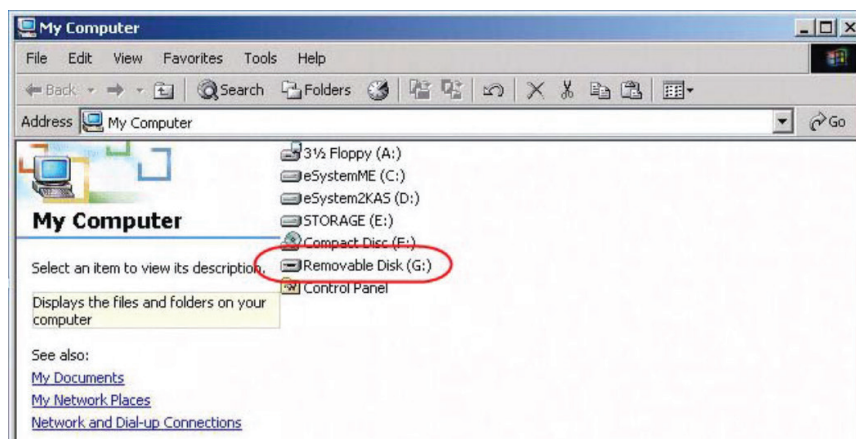 My Computer
File Edit View Favorites Tools Help
Back Search Folders
Address My Computer Go
3½ Floppy (A:)
eSystemME (C:)
eSystem2KAS (D:)
STORAGE (E:)
Compact Disc (F:)
Removable Disk (G:)
Control Panel
My Computer
Select an item to view its description.
Displays the files and folders on your
computer
See also:
My Documents
My Network Places
Network and Dial-up Connections